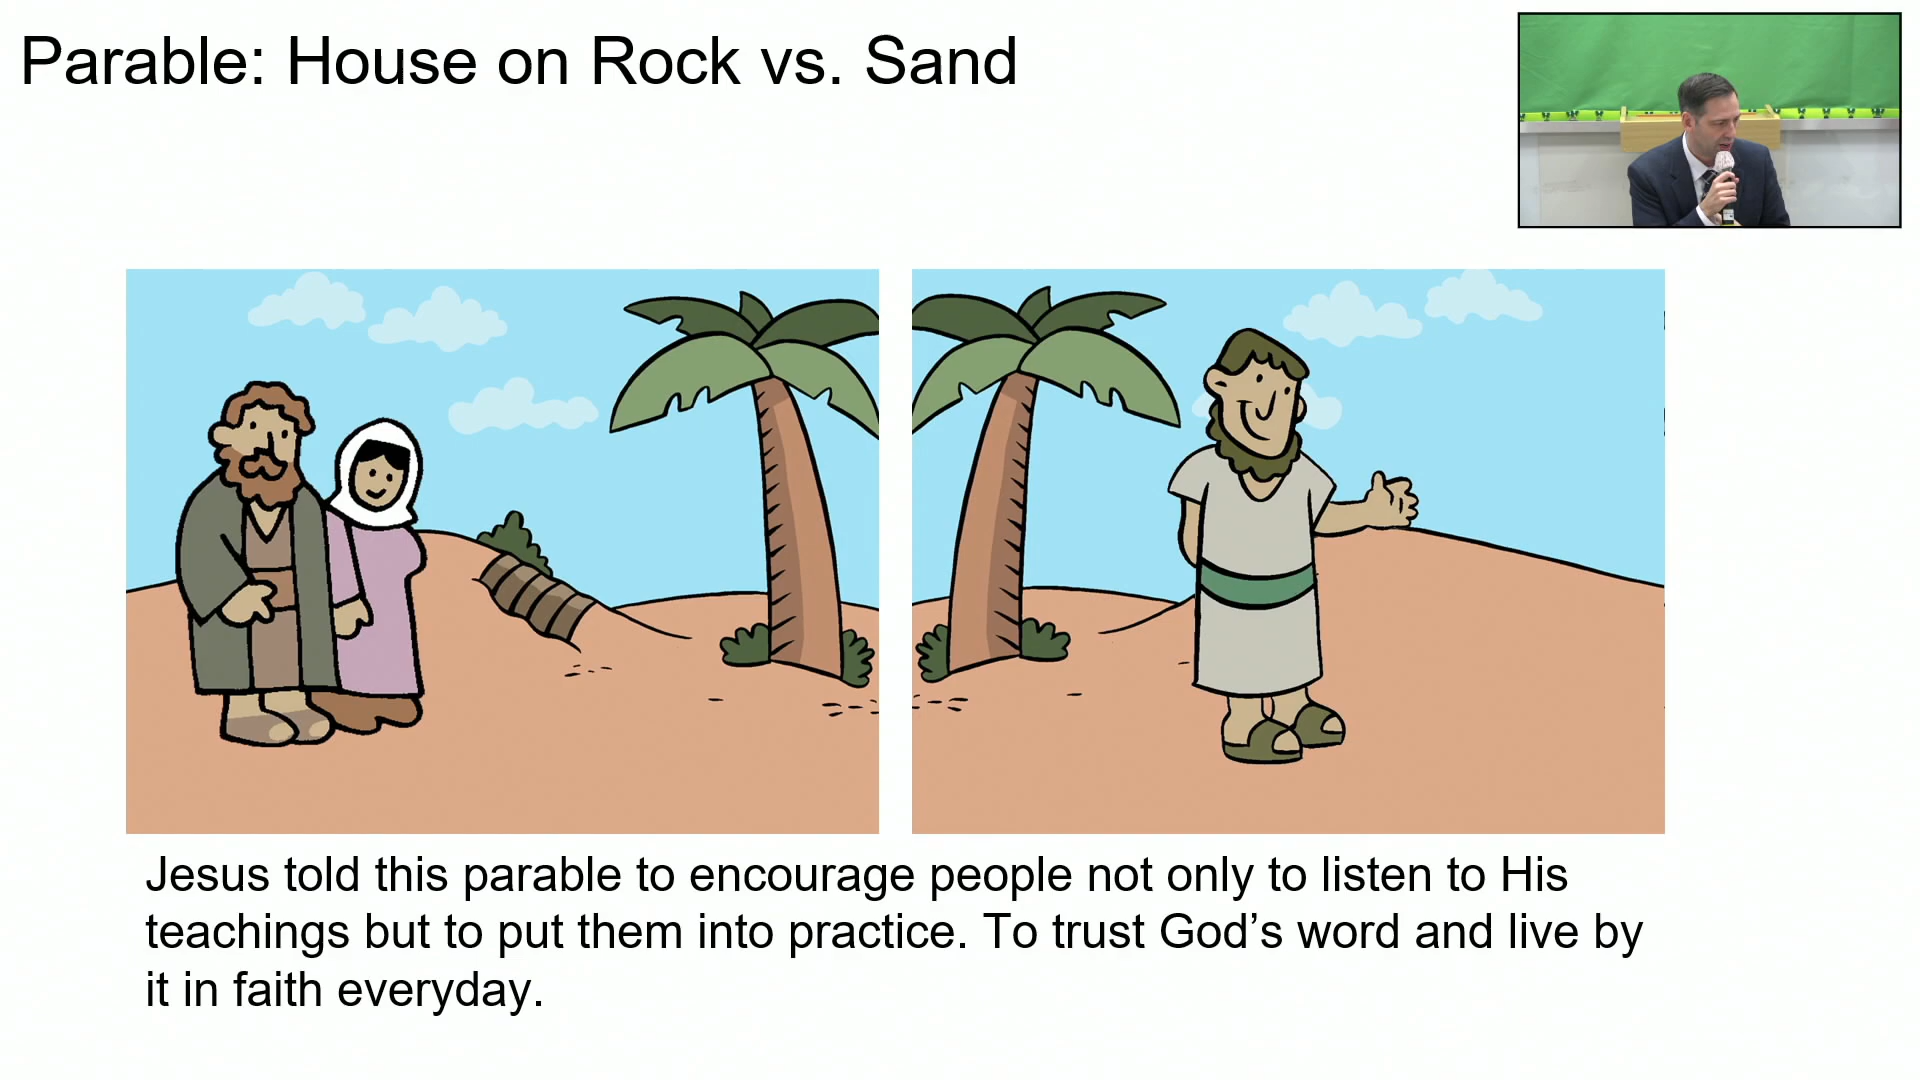 Parable: House on Rock vs. Sand
Jesus told this parable to encourage people not only to listen to His
teachings but to put them into practice. To trust God’s word and live by
it in faith everyday.